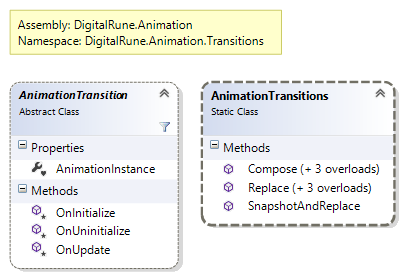 Assembly: DigitalRune.Animation
Namespace: DigitalRune.Animation.Transitions
AnimationTransition
Abstract Class
Properties
AnimationInstance
Methods
OnInitialize
OnUninitialize
OnUpdate
AnimationTransitions
Static Class
Methods
Compose (+ 3 overloads)
Replace (+ 3 overloads)
SnapshotAndReplace